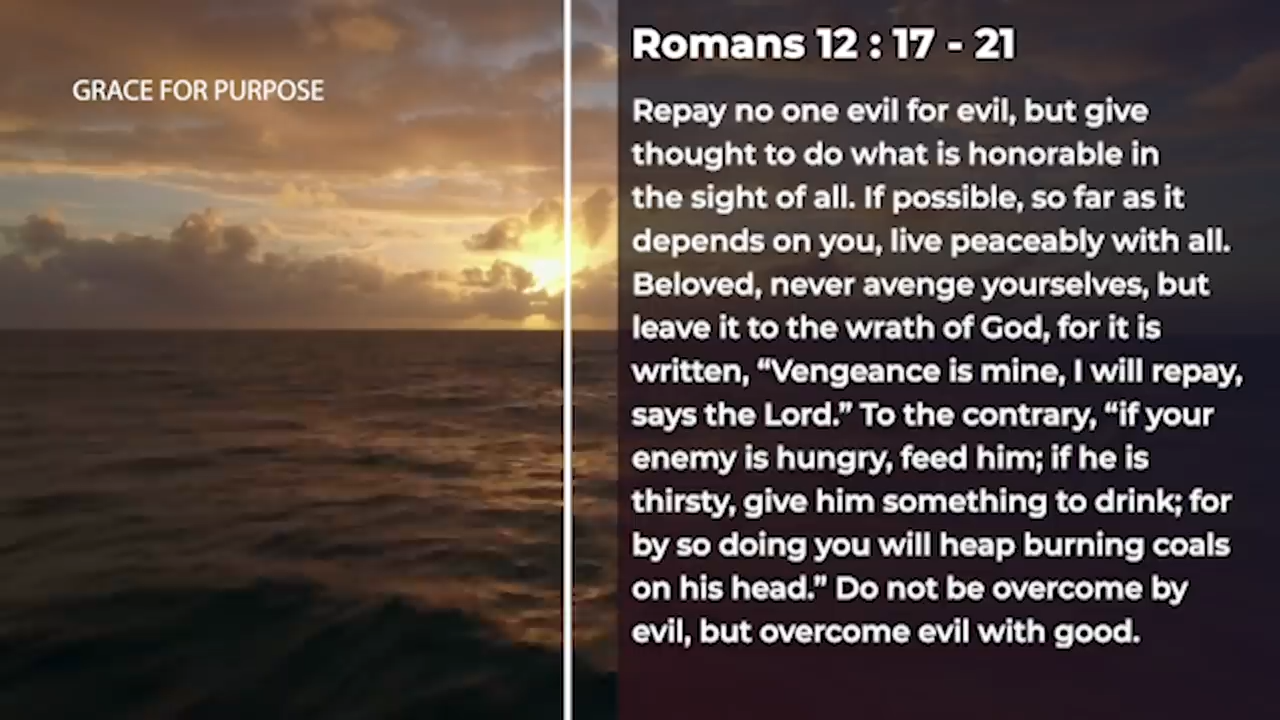 GRACE FOR PURPOSE
Romans 12 : 17 - 21
Repay no one evil for evil, but give
thought to do what is honorable in
the sight of all. If possible, so far as it
depends on you, live peaceably with all.
Beloved, never avenge yourselves, but
leave it to the wrath of God, for it is
written, “Vengeance is mine, I will repay,
says the Lord.” To the contrary, “if your
enemy is hungry, feed him; if he is
thirsty, give him something to drink; for
by so doing you will heap burning coals
on his head.” Do not be overcome by
evil, but overcome evil with good.